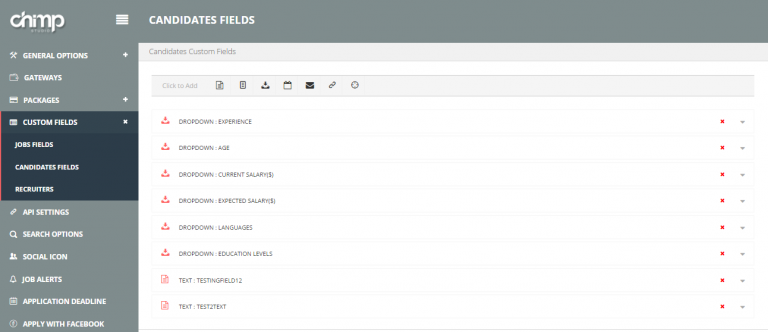 chimp
STUDIO
CANDIDATES FIELDS
GENERAL OPTIONS
GATEWAYS
PACKAGES
CUSTOM FIELDS
JOBS FIELDS
CANDIDATES FIELDS
RECRUITERS
API SETTINGS
SEARCH OPTIONS
SOCIAL ICON
JOB ALERTS
APPLICATION DEADLINE
APPLY WITH FACEBOOK
Candidates Custom Fields
Click to Add
DROPDOWN : EXPERIENCE
DROPDOWN : AGE
DROPDOWN : CURRENT SALARY($)
DROPDOWN : EXPECTED SALARY($)
DROPDOWN : LANGUAGES
DROPDOWN : EDUCATION LEVELS
TEXT : TESTINGFIELD12
TEXT : TEST2TEXT